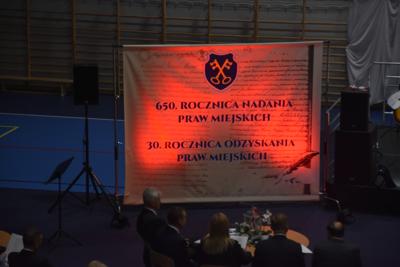 650. ROCZNICA NADANIA
PRAW MIEJSKICH
30. ROCZNICA ODZYSKANIA
PRAW MIEJSKICH